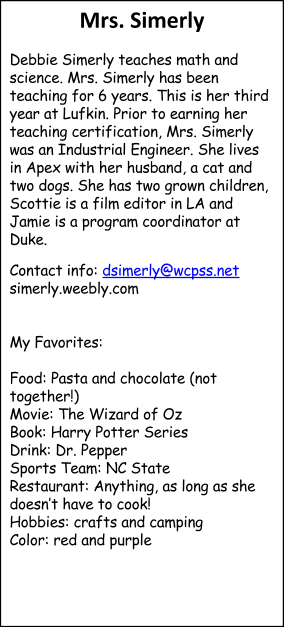 Mrs. Simerly
Debbie Simerly teaches math and
science. Mrs. Simerly has been
teaching for 6 years. This is her third
year at Lufkin. Prior to earning her
teaching certification, Mrs. Simerly
was an Industrial Engineer. She lives
in Apex with her husband, a cat and
two dogs. She has two grown children,
Scottie is a film editor in LA and
Jamie is a program coordinator at
Duke.
Contact info: dsimerly@wcpss.net
simerly.weebly.com
My Favorites:
Food: Pasta and chocolate (not
together!)
Movie: The Wizard of Oz
Book: Harry Potter Series
Drink: Dr. Pepper
Sports Team: NC State
Restaurant: Anything, as long as she
doesn't have to cook!
Hobbies: crafts and camping
Color: red and purple